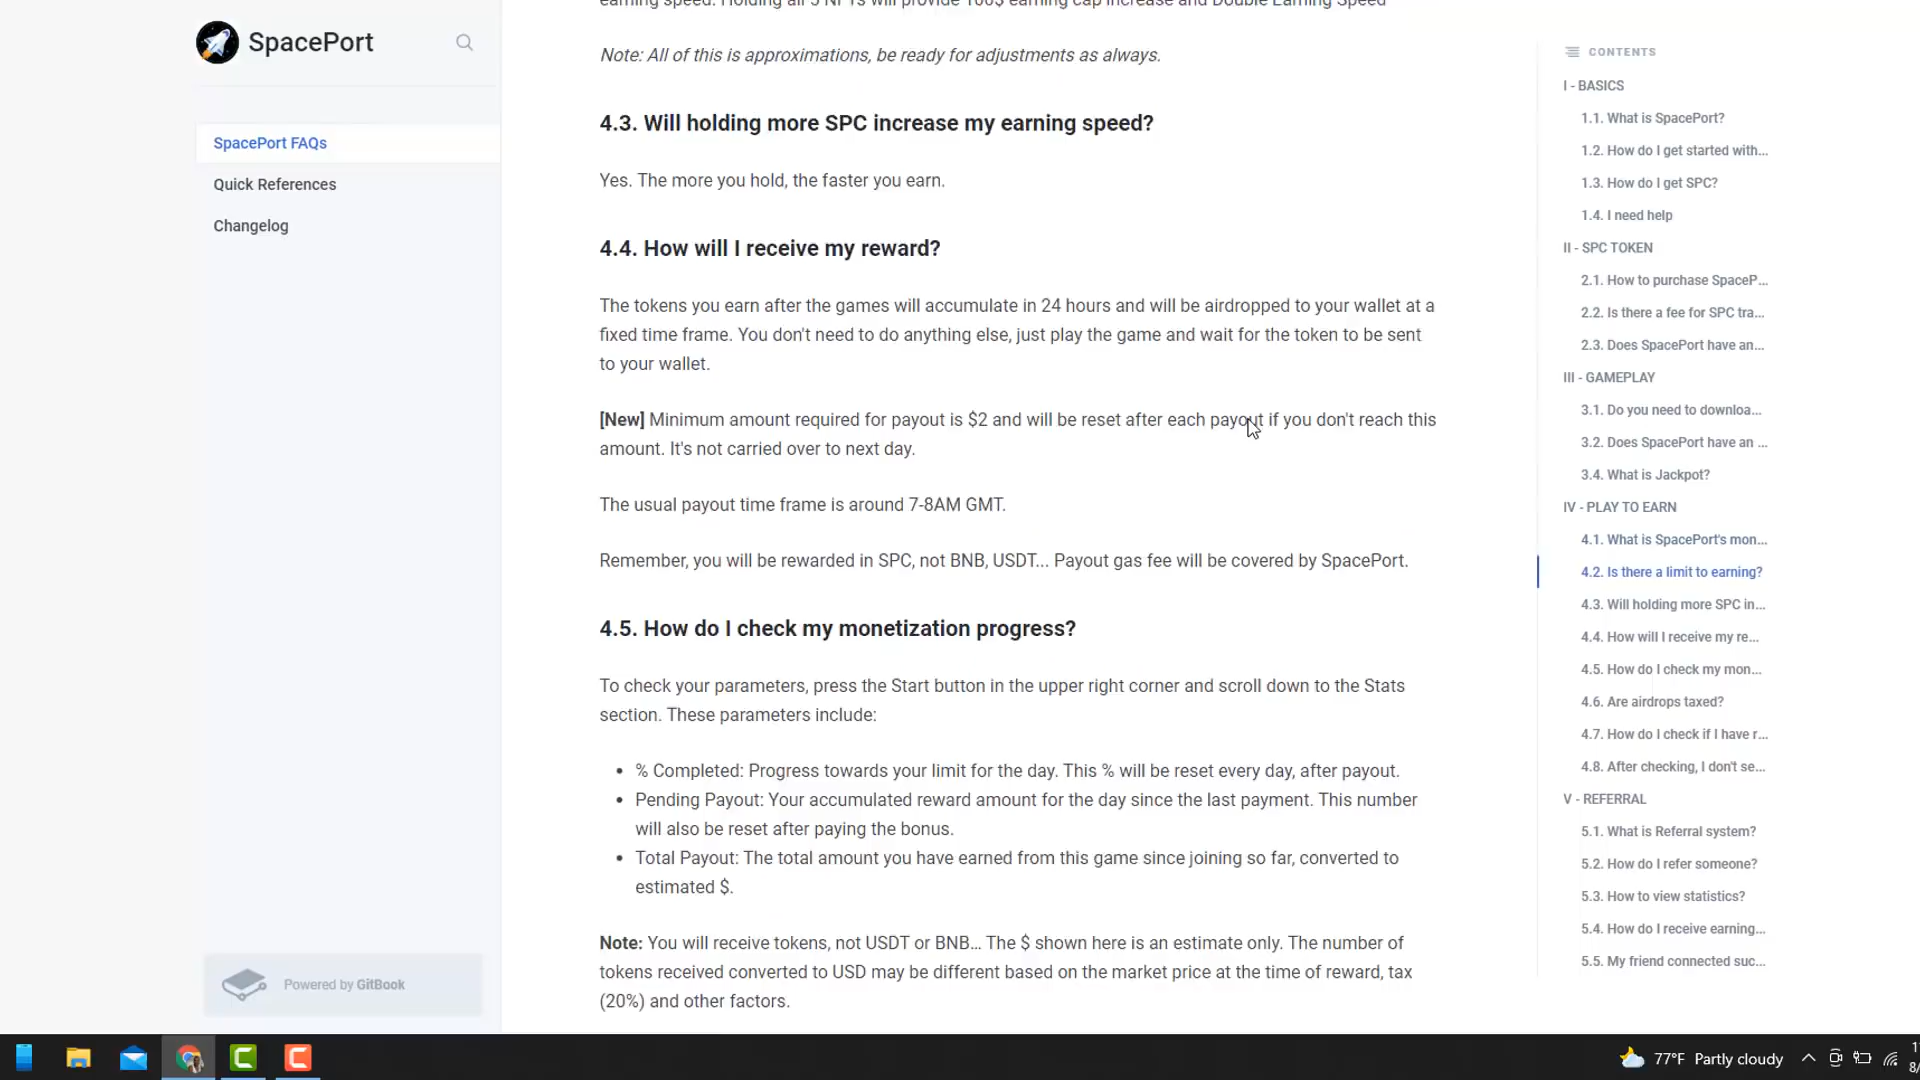 SpacePort
SpacePort FAQs
Quick References
Changelog
Powered by GitBook
Note: All of this is approximations, be ready for adjustments as always.
4.3. Will holding more SPC increase my earning speed?
Yes. The more you hold, the faster you earn.
4.4. How will I receive my reward?
The tokens you earn after the games will accumulate in 24 hours and will be airdropped to your wallet at a
fixed time frame. You don't need to do anything else, just play the game and wait for the token to be sent
to your wallet.
[New] Minimum amount required for payout is $2 and will be reset after each payout if you don't reach this
amount. It's not carried over to next day.
The usual payout time frame is around 7-8AM GMT.
Remember, you will be rewarded in SPC, not BNB, USDT... Payout gas fee will be covered by SpacePort.
4.5. How do I check my monetization progress?
To check your parameters, press the Start button in the upper right corner and scroll down to the Stats
section. These parameters include:
• % Completed: Progress towards your limit for the day. This % will be reset every day, after payout.
• Pending Payout: Your accumulated reward amount for the day since the last payment. This number
will also be reset after paying the bonus.
• Total Payout: The total amount you have earned from this game since joining so far, converted to
estimated $.
Note: You will receive tokens, not USDT or BNB… The $ shown here is an estimate only. The number of
tokens received converted to USD may be different based on the market price at the time of reward, tax
(20%) and other factors.
CONTENTS
I - BASICS
1.1. What is SpacePort?
1.2. How do I get started with...
1.3. How do I get SPC?
1.4. I need help
II - SPC TOKEN
2.1. How to purchase SpaceP...
2.2. Is there a fee for SPC tra...
2.3. Does SpacePort have an...
III - GAMEPLAY
3.1. Do you need to downloa...
3.2. Does SpacePort have an ...
3.4. What is Jackpot?
IV - PLAY TO EARN
4.1. What is SpacePort's mon...
4.2. Is there a limit to earning?
4.3. Will holding more SPC in...
4.4. How will I receive my re...
4.5. How do I check my mon...
4.6. Are airdrops taxed?
4.7. How do I check if I have r...
4.8. After checking, I don't se...
V - REFERRAL
5.1. What is Referral system?
5.2. How do I refer someone?
5.3. How to view statistics?
5.4. How do I receive earning...
5.5. My friend connected suc...
77°F Partly cloudy